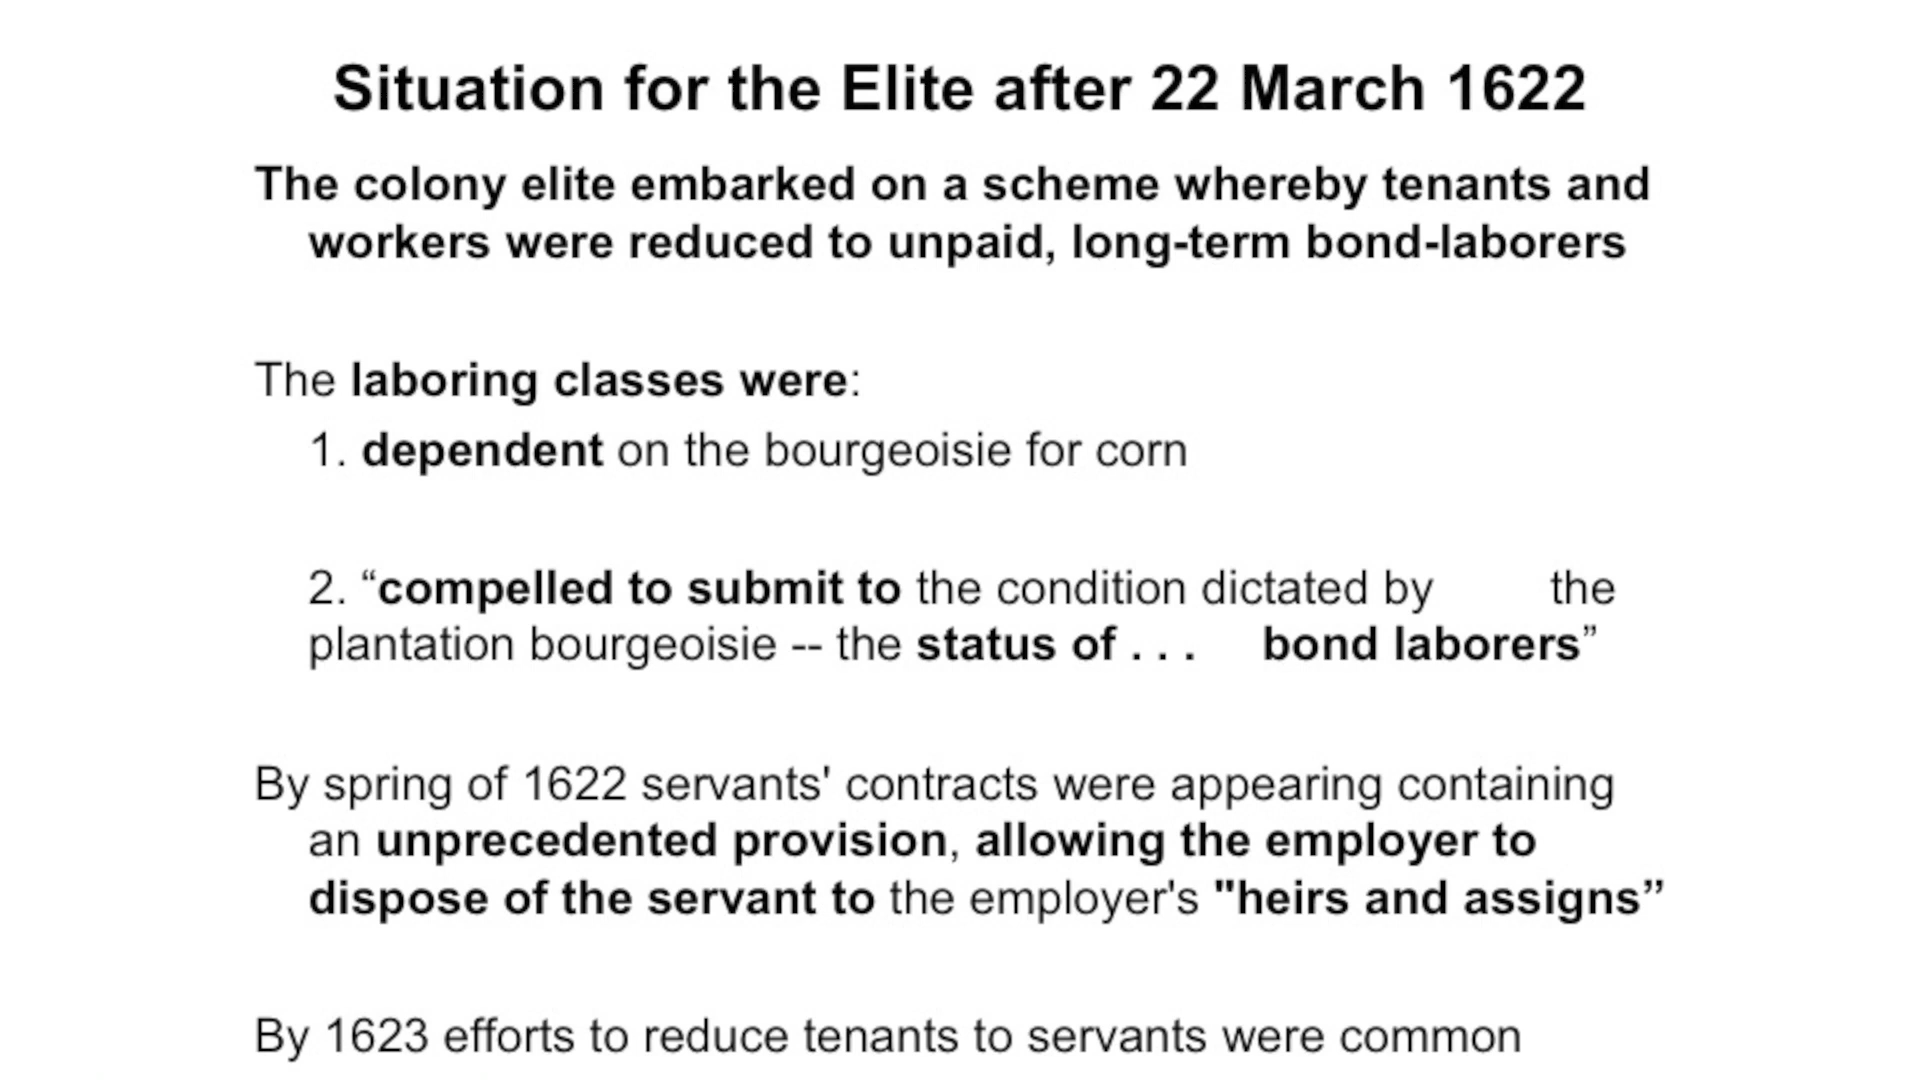 Situation for the Elite after 22 March 1622
The colony elite embarked on a scheme whereby tenants and
workers were reduced to unpaid, long-term bond-laborers
The laboring classes were:
1. dependent on the bourgeoisie for corn
2. “compelled to submit to the condition dictated by the
plantation bourgeoisie -- the status of . . . bond laborers”
By spring of 1622 servants' contracts were appearing containing
an unprecedented provision, allowing the employer to
dispose of the servant to the employer's "heirs and assigns”
By 1623 efforts to reduce tenants to servants were common